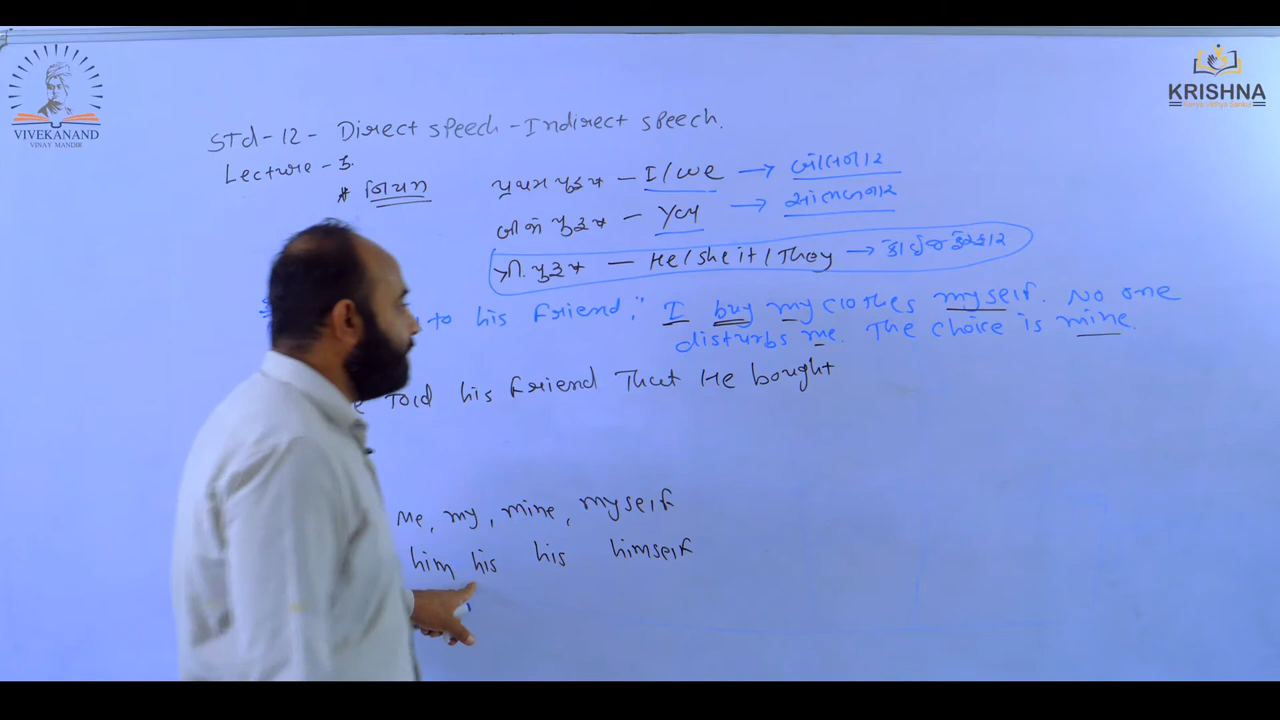 VIVEKANAND
VINAY MANDIR
KRISHNA
Std-12 - Direct speech - Indirect speech.
Lecture - 3.
* નિયમ
પ્રથમ પુરુષ – I/we → બોલનાર
બીજો પુરુષ – You → સાંભળનાર
ત્રી. પુરુષ – He/she it/They → કોઈ જ ફેરફાર
to his friend: I buy my clothes myself. No one
disturbs me. The choice is mine.
Told his friend That He bought
Me, my, mine, myself
him his his himself